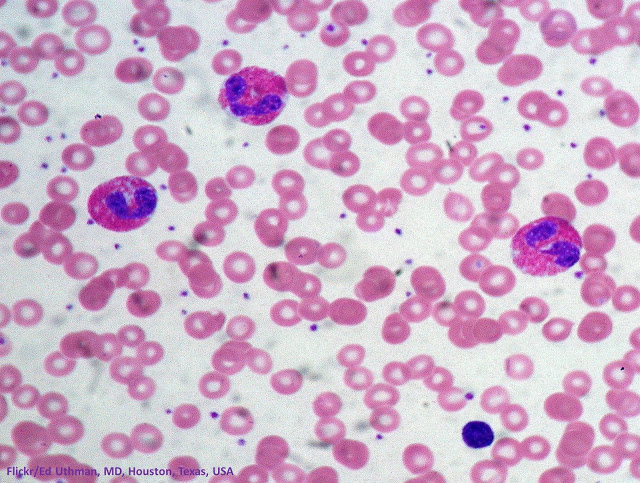 Flickr/Ed Uthman, MD, Houston, Texas, USA